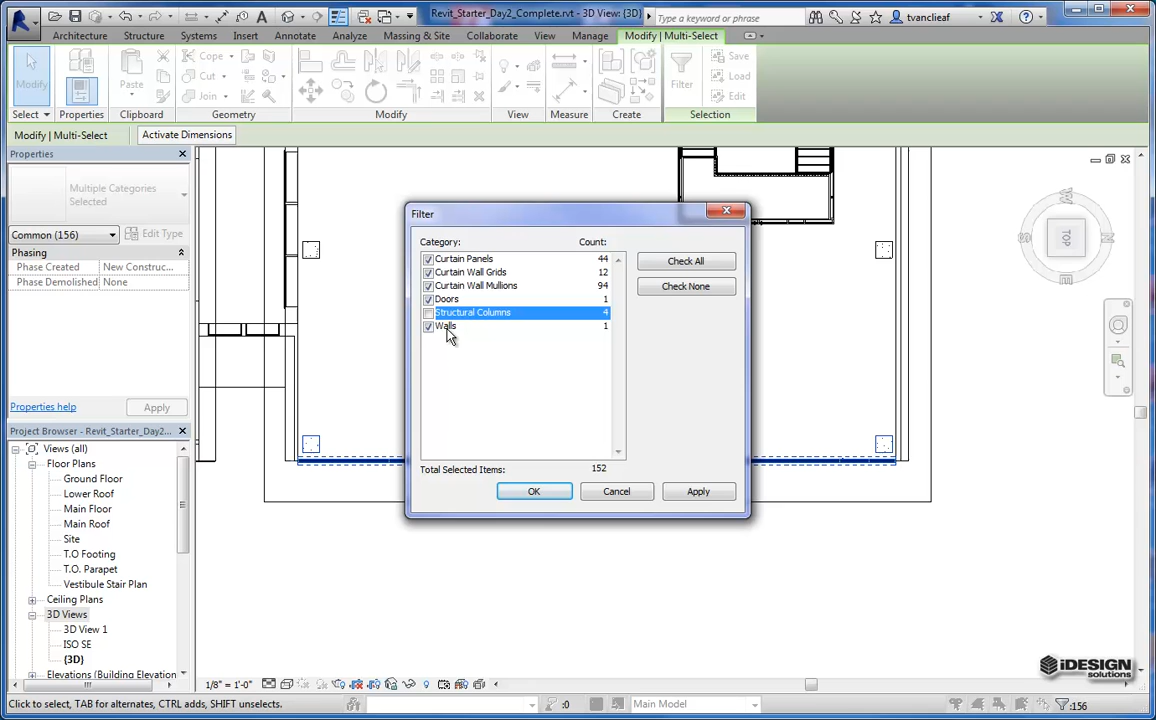 Revit_Starter_Day2_Complete.rvt - 3D View: {3D}
Type a keyword or phrase
tvancleaf
Architecture Structure Systems Insert Annotate Analyze Massing & Site Collaborate View Manage Modify | Multi-Select
Modify
Properties
Paste
Cope
Cut
Join
Filter
Save
Load
Edit
Select Properties Clipboard Geometry Modify View Measure Create Selection
Modify | Multi-Select Activate Dimensions
Properties
Multiple Categories
Selected
Common (156) Edit Type
Phasing
Phase Created New Construc...
Phase Demolished None
Properties help Apply
Project Browser - Revit_Starter_Day2...
Views (all)
Floor Plans
Ground Floor
Lower Roof
Main Floor
Main Roof
Site
T.O Footing
T.O. Parapet
Vestibule Stair Plan
Ceiling Plans
3D Views
3D View 1
ISO SE
{3D}
Elevations (Building Elevation
Filter
Category: Count:
Curtain Panels 44
Curtain Wall Grids 12
Curtain Wall Mullions 94
Doors 1
Structural Columns 4
Walls 1
Check All
Check None
Total Selected Items: 152
OK Cancel Apply
W
S TOP N
iDESIGN
solutions
1/8" = 1'-0"
Click to select, TAB for alternates, CTRL adds, SHIFT unselects. :0 Main Model :156